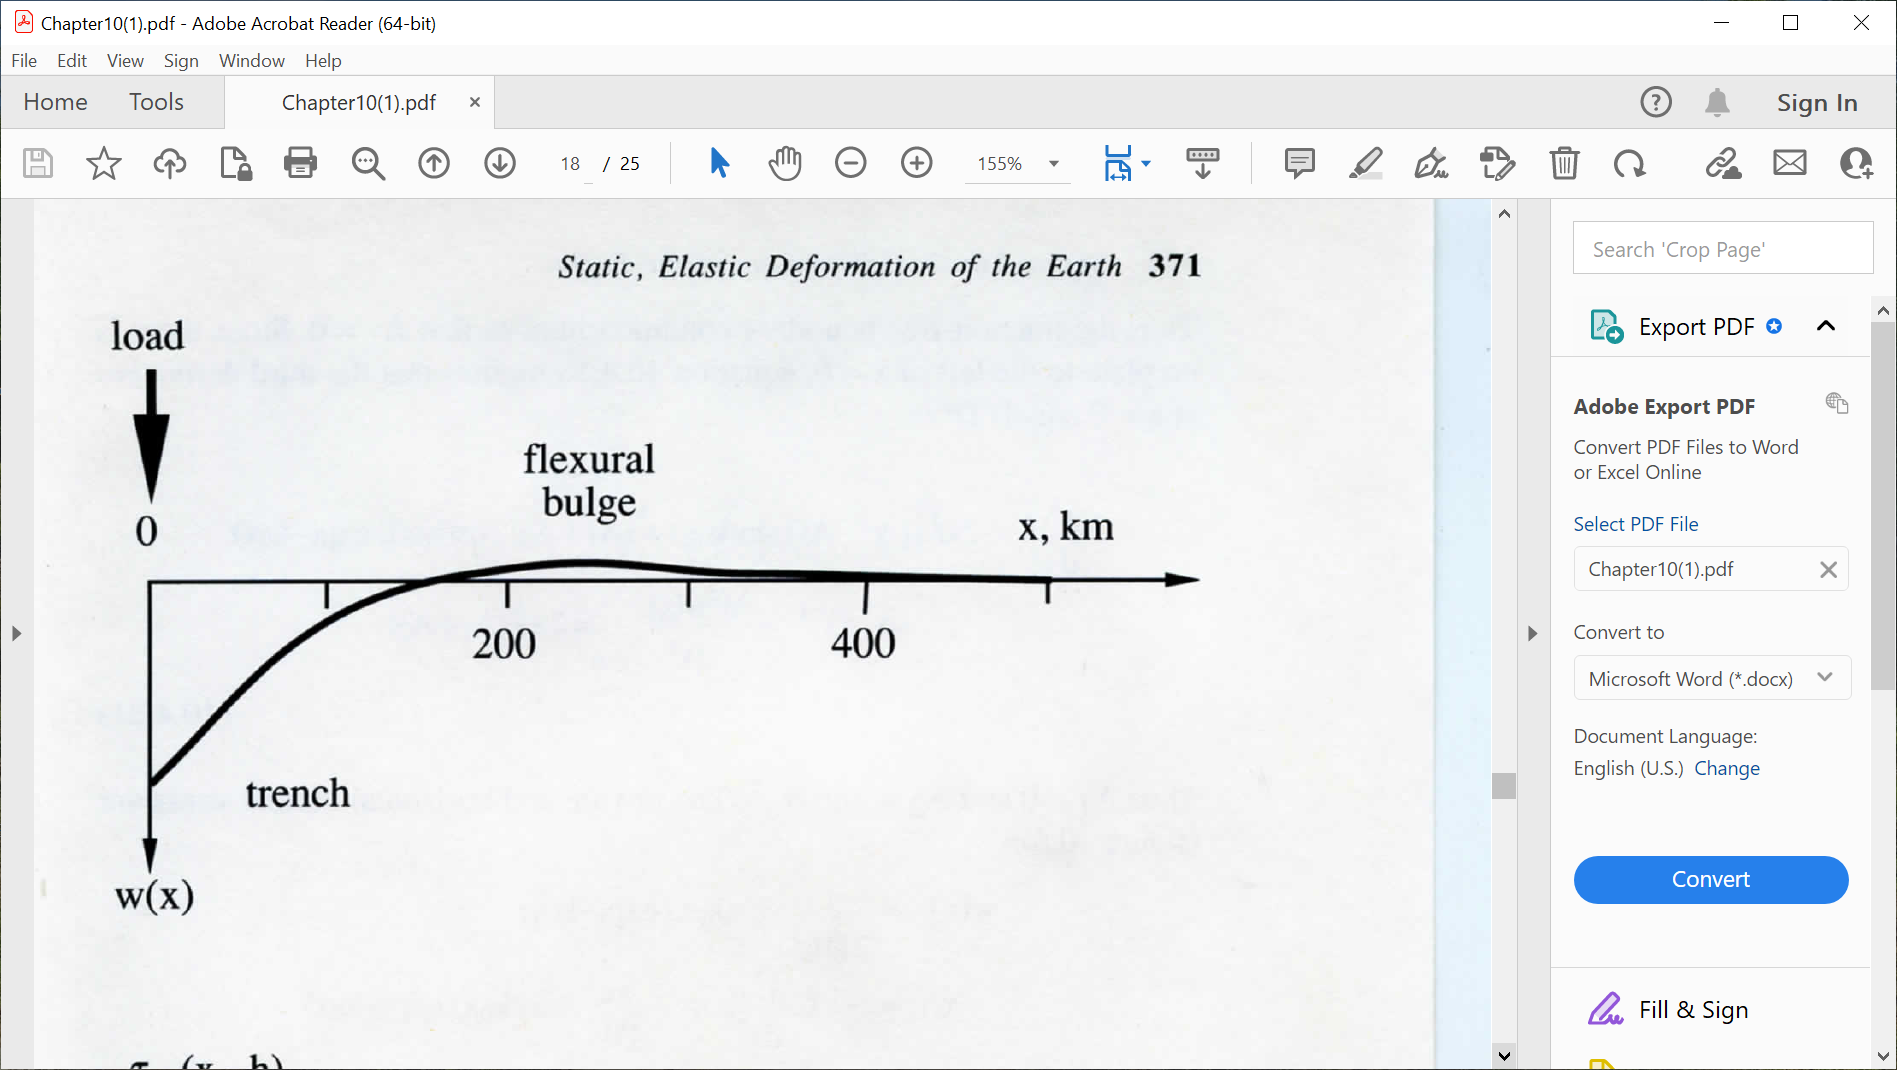 Chapter10(1).pdf - Adobe Acrobat Reader (64-bit)
File Edit View Sign Window Help
Home Tools Chapter10(1).pdf × Sign In
18 / 25 155%
Static, Elastic Deformation of the Earth 371
load
0
flexural
bulge
x, km
200 400
trench
w(x)
Search 'Crop Page'
Export PDF
Adobe Export PDF
Convert PDF Files to Word
or Excel Online
Select PDF File
Chapter10(1).pdf
Convert to
Microsoft Word (*.docx)
Document Language:
English (U.S.) Change
Convert
Fill & Sign